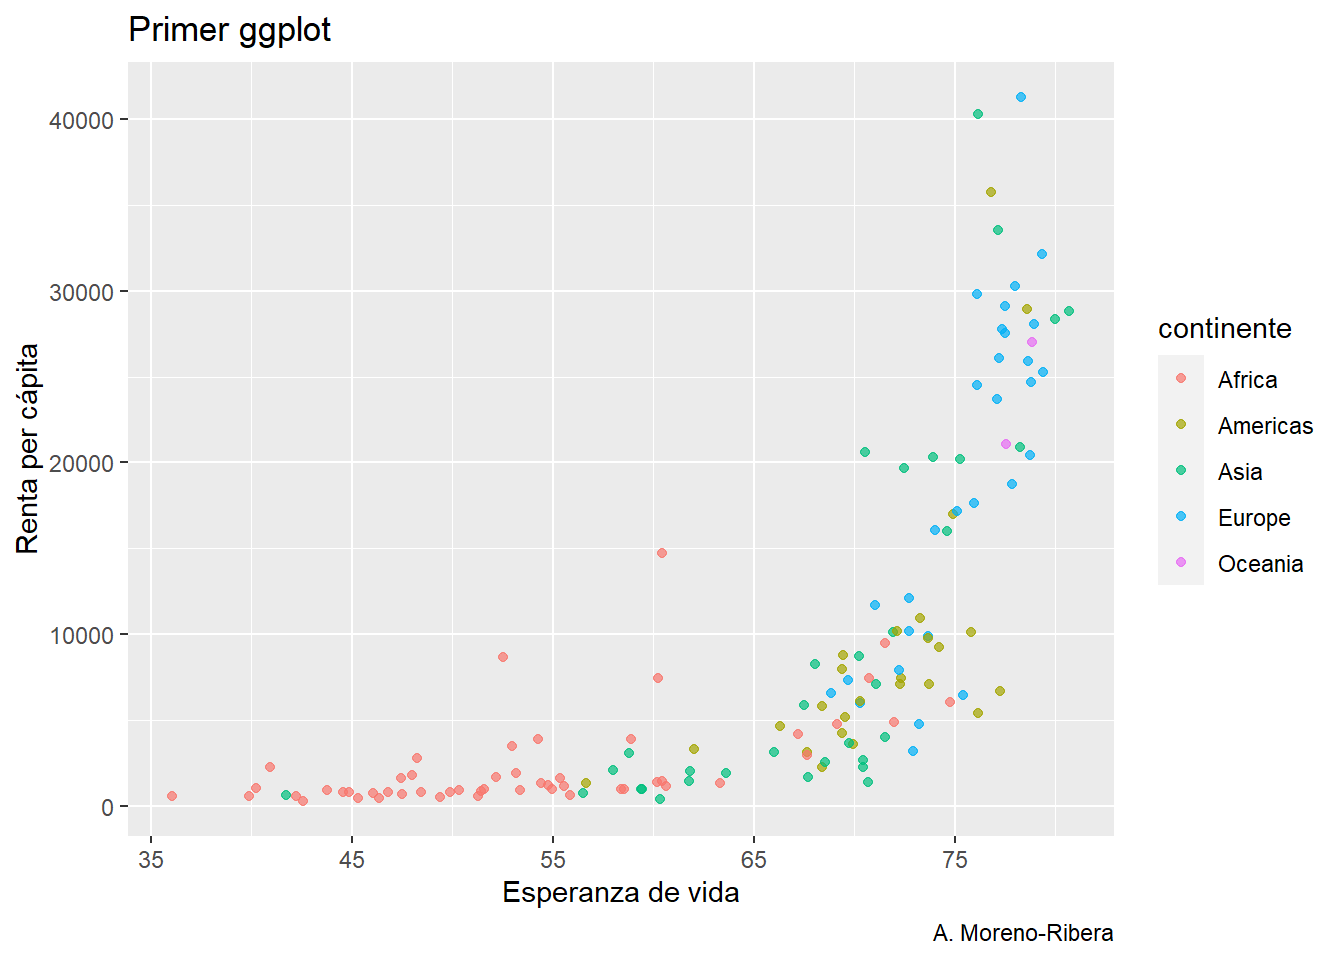 Primer ggplot
40000
30000
20000
10000
0
Renta per cápita
35 45 55 65 75
Esperanza de vida
continente
Africa
Americas
Asia
Europe
Oceania
A. Moreno-Ribera